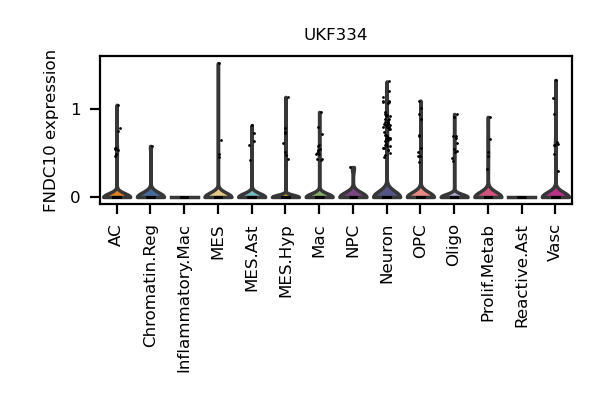 UKF334
FNDC10 expression
1
0
AC
Chromatin.Reg
Inflammatory.Mac
MES
MES.Ast
MES.Hyp
Mac
NPC
Neuron
OPC
Oligo
Prolif.Metab
Reactive.Ast
Vasc